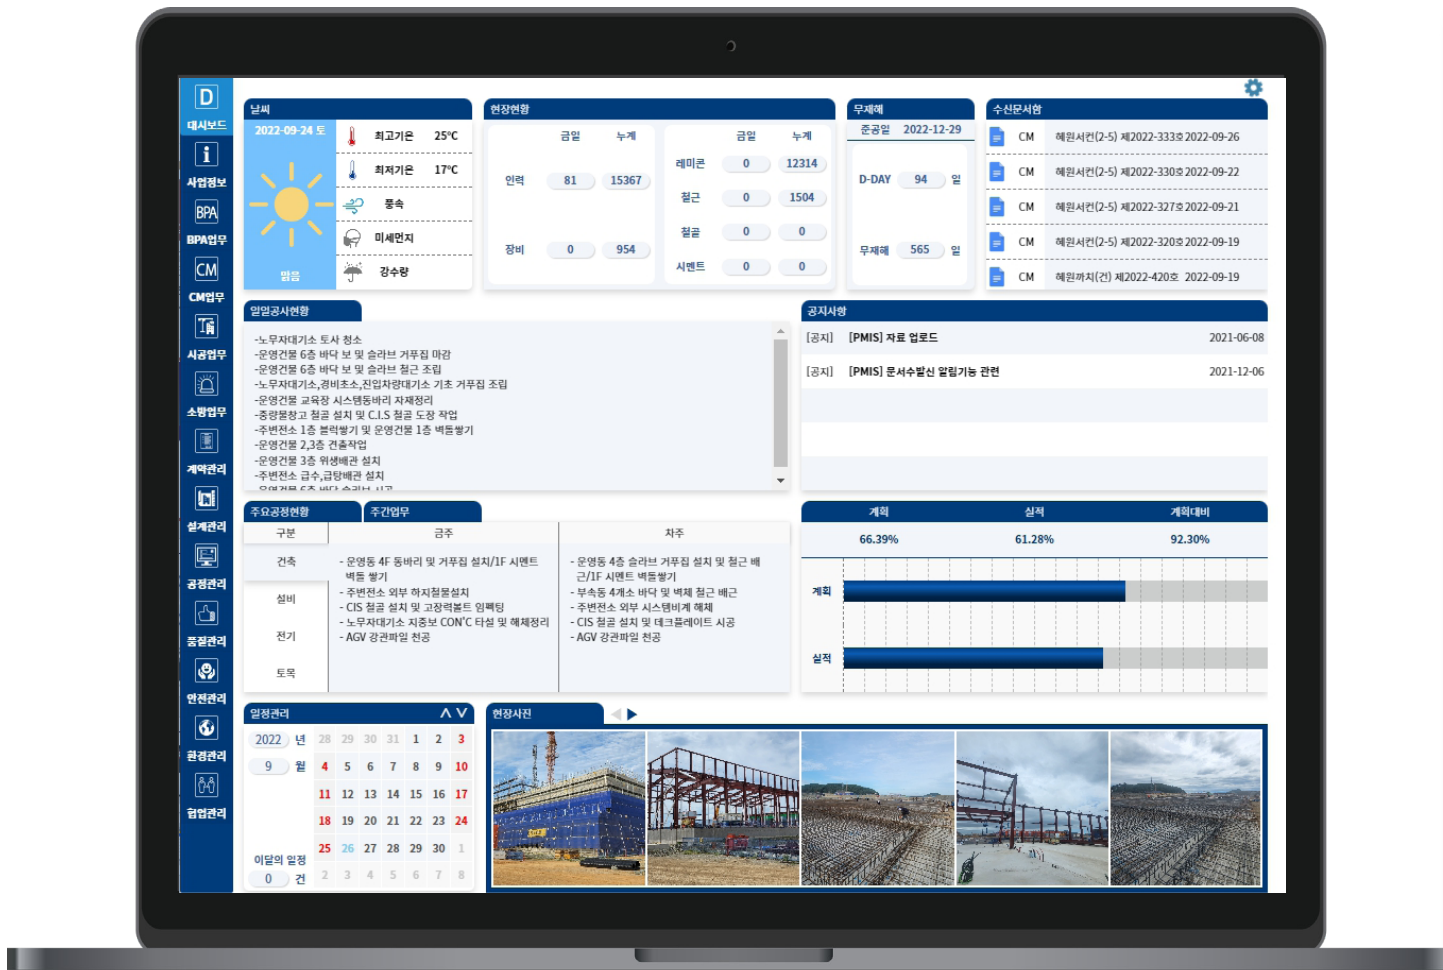 D
대시보드
i
사업정보
BPA
BPA업무
CM
CM업무
시공업무
소방업무
계약관리
설계관리
공정관리
품질관리
안전관리
환경관리
협업관리
날씨
2022-09-24 토
맑음
최고기온 25℃
최저기온 17℃
풍속
미세먼지
강수량
현장현황
금일 누계
인력 81 15367
장비 0 954
금일 누계
레미콘 0 12314
철근 0 1504
철골 0 0
시멘트 0 0
무재해
준공일 2022-12-29
D-DAY 94 일
무재해 565 일
수신문서함
CM 혜원서컨(2-5) 제2022-333호 2022-09-26
CM 혜원서컨(2-5) 제2022-330호 2022-09-22
CM 혜원서컨(2-5) 제2022-327호 2022-09-21
CM 혜원서컨(2-5) 제2022-320호 2022-09-19
CM 혜원까치(건) 제2022-420호 2022-09-19
일일공사현황
-노무자대기소 토사 청소
-운영건물 6층 바닥 보 및 슬라브 거푸집 마감
-운영건물 6층 바닥 보 및 슬라브 철근 조립
-노무자대기소,경비초소,진입차량대기소 기초 거푸집 조립
-운영건물 교육장 시스템동바리 자재정리
-중량물창고 철골 설치 및 C.I.S 철골 도장 작업
-주변전소 1층 블럭쌓기 및 운영건물 1층 벽돌쌓기
-운영건물 2,3층 견출작업
-운영건물 3층 위생배관 설치
-주변전소 급수,급탕배관 설치
공지사항
[공지] [PMIS] 자료 업로드 2021-06-08
[공지] [PMIS] 문서수발신 알림기능 관련 2021-12-06
주요공정현황 주간업무
구분 금주 차주
건축
설비
전기
토목
- 운영동 4F 동바리 및 거푸집 설치/1F 시멘트
벽돌 쌓기
- 주변전소 외부 하지철물설치
- CIS 철골 설치 및 고장력볼트 임펙팅
- 노무자대기소 지중보 CON'C 타설 및 해체정리
- AGV 강관파일 천공
- 운영동 4층 슬라브 거푸집 설치 및 철근 배
근/1F 시멘트 벽돌쌓기
- 부속동 4개소 바닥 및 벽체 철근 배근
- 주변전소 외부 시스템비계 해체
- CIS 철골 설치 및 데크플레이트 시공
- AGV 강관파일 천공
계획 실적 계획대비
66.39% 61.28% 92.30%
계획
실적
일정관리
2022 년
9 월
이달의 일정
0 건
28 29 30 31 1 2 3
4 5 6 7 8 9 10
11 12 13 14 15 16 17
18 19 20 21 22 23 24
25 26 27 28 29 30 1
2 3 4 5 6 7 8
현장사진